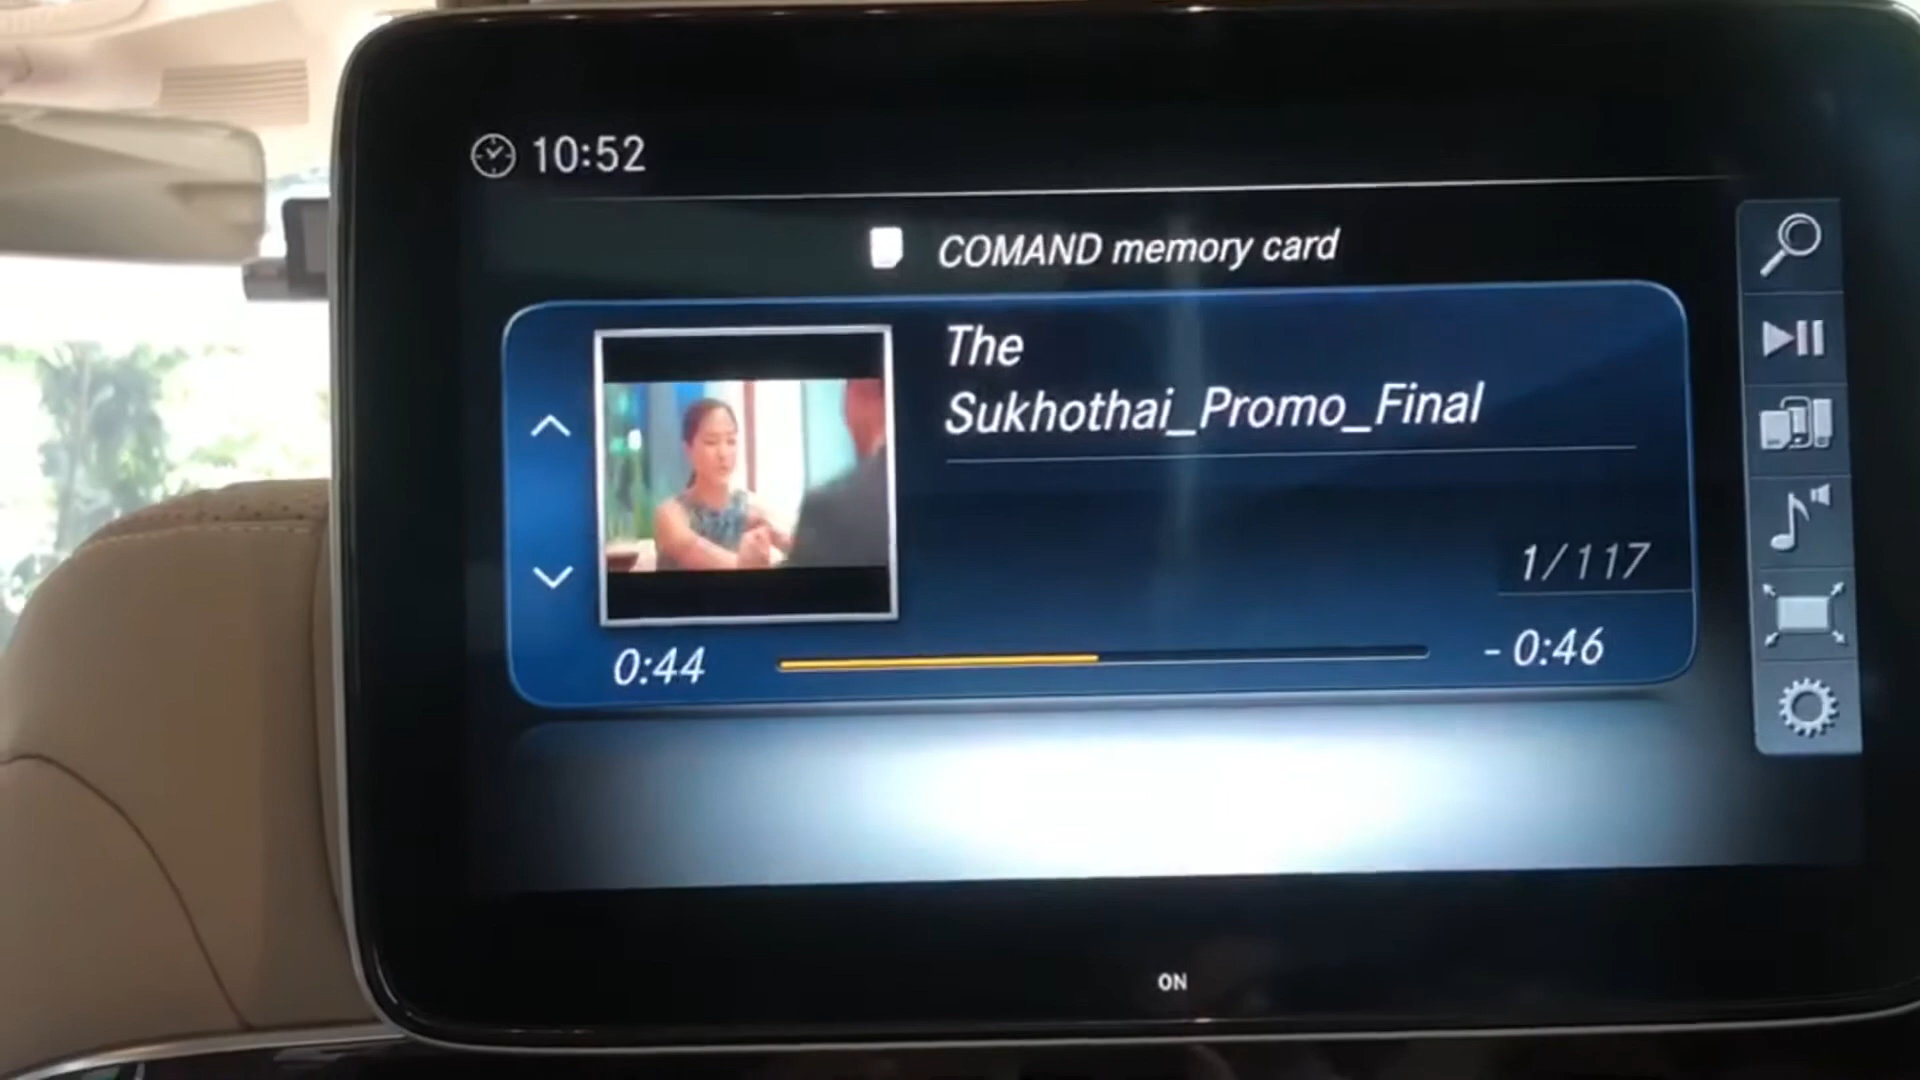 10:52
COMAND memory card
The
Sukhothai_Promo_Final
1/117
0:44
- 0:46
ON